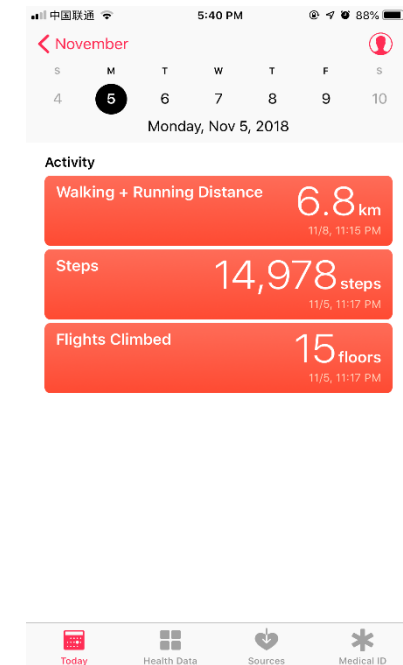 中国联通 5:40 PM 88%
November
S M T W T F S
4 5 6 7 8 9 10
Monday, Nov 5, 2018
Activity
Walking + Running Distance 6.8 km
11/8, 11:15 PM
Steps 14,978 steps
11/5, 11:17 PM
Flights Climbed 15 floors
11/5, 11:17 PM
Today Health Data Sources Medical ID